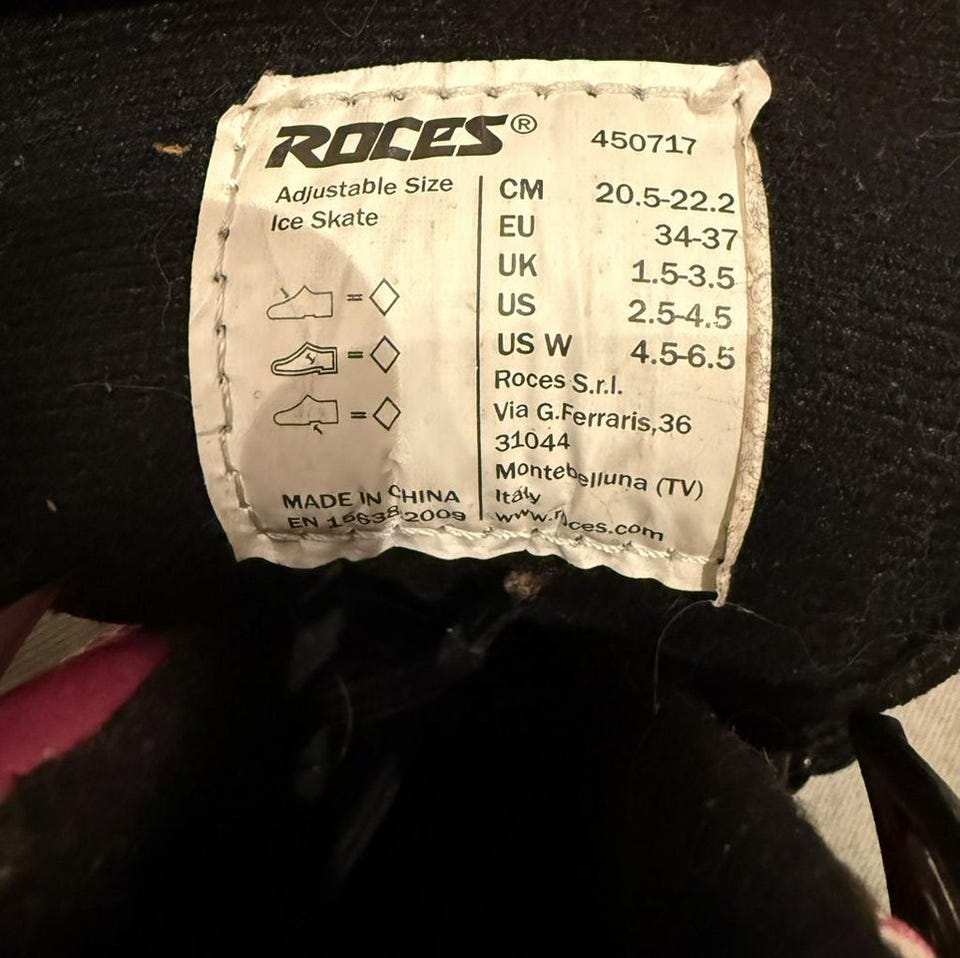 ROCES®
450717
Adjustable Size
Ice Skate
=
=
=
MADE IN CHINA
EN 15638:2009
CM 20.5-22.2
EU 34-37
UK 1.5-3.5
US 2.5-4.5
US W 4.5-6.5
Roces S.r.l.
Via G.Ferraris,36
31044
Montebelluna (TV)
Italy
www.roces.com